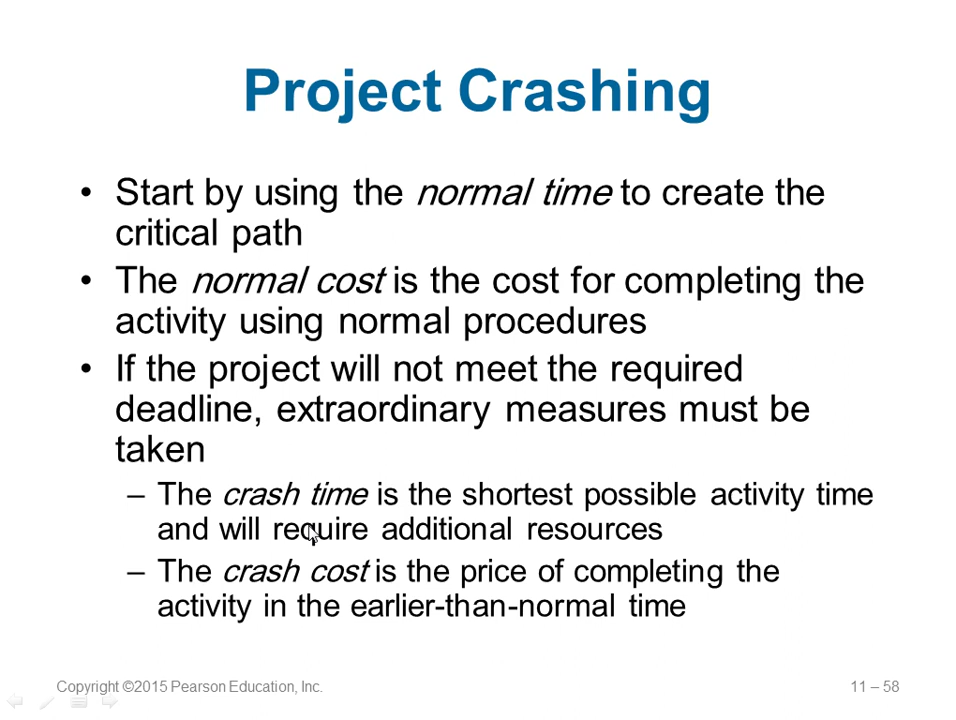 Project Crashing
• Start by using the normal time to create the
critical path
• The normal cost is the cost for completing the
activity using normal procedures
• If the project will not meet the required
deadline, extraordinary measures must be
taken
– The crash time is the shortest possible activity time
and will require additional resources
– The crash cost is the price of completing the
activity in the earlier-than-normal time
Copyright ©2015 Pearson Education, Inc.
11 – 58